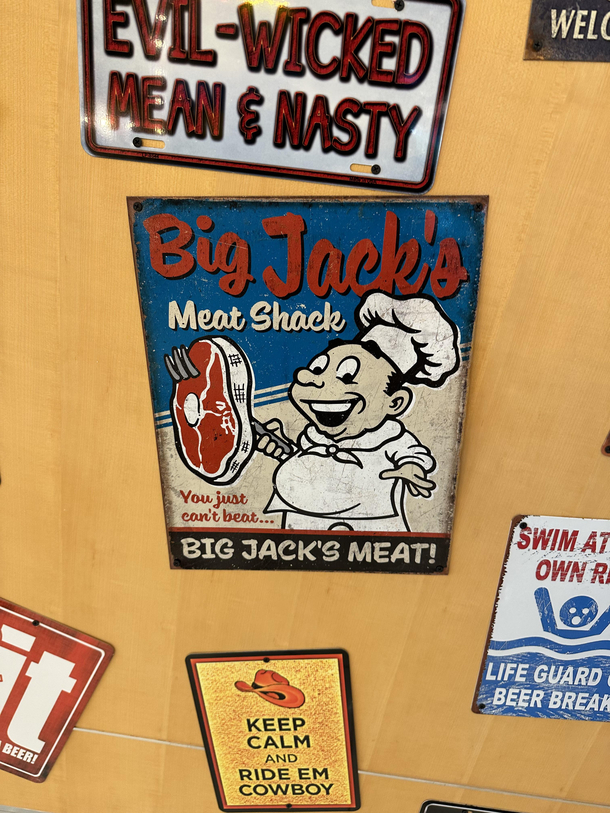 EVIL-WICKED
MEAN & NASTY
Big Jack's
Meat Shack
You just
can't beat...
BIG JACK'S MEAT!
SWIM AT
OWN
LIFE GUARD
BEER BREAK
BEER!
KEEP
CALM
AND
RIDE EM
COWBOY